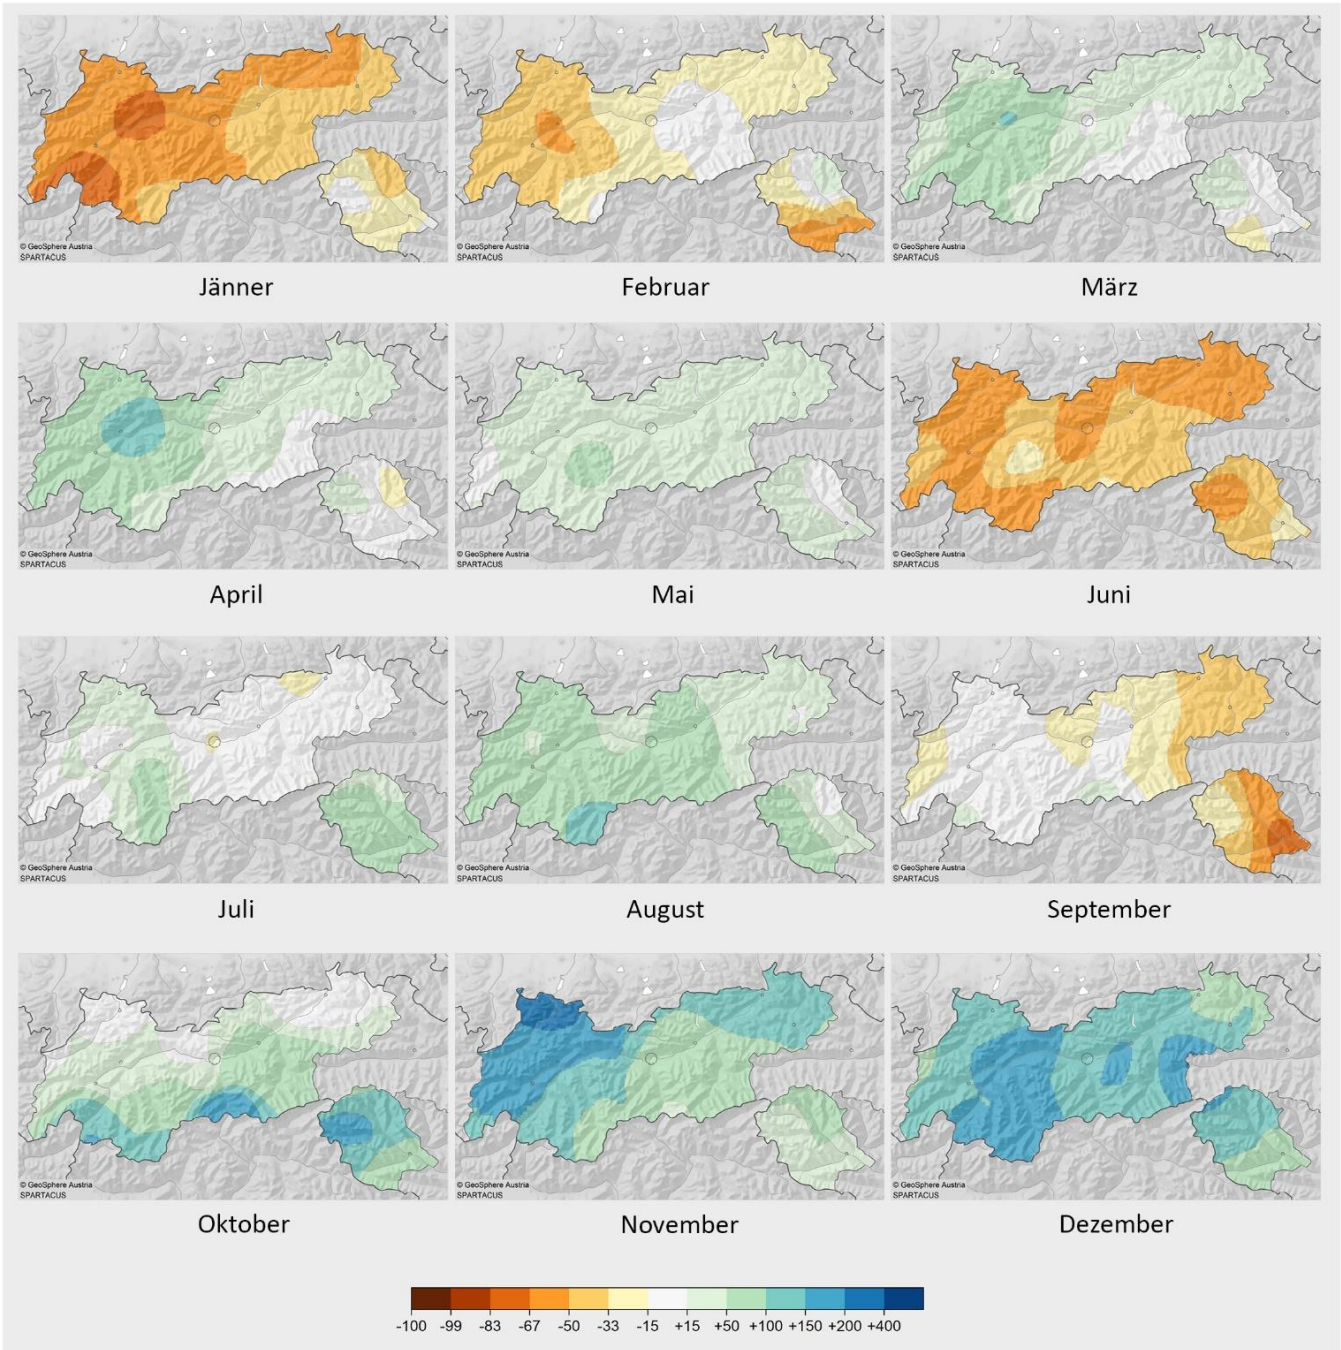 © GeoSphere Austria
SPARTACUS
© GeoSphere Austria
SPARTACUS
© GeoSphere Austria
SPARTACUS
Jänner
Februar
März
© GeoSphere Austria
SPARTACUS
© GeoSphere Austria
SPARTACUS
© GeoSphere Austria
SPARTACUS
April
Mai
Juni
© GeoSphere Austria
SPARTACUS
© GeoSphere Austria
SPARTACUS
© GeoSphere Austria
SPARTACUS
Juli
August
September
© GeoSphere Austria
SPARTACUS
© GeoSphere Austria
SPARTACUS
© GeoSphere Austria
SPARTACUS
Oktober
November
Dezember
-100 -99 -83 -67 -50 -33 -15 +15 +50 +100 +150 +200 +400